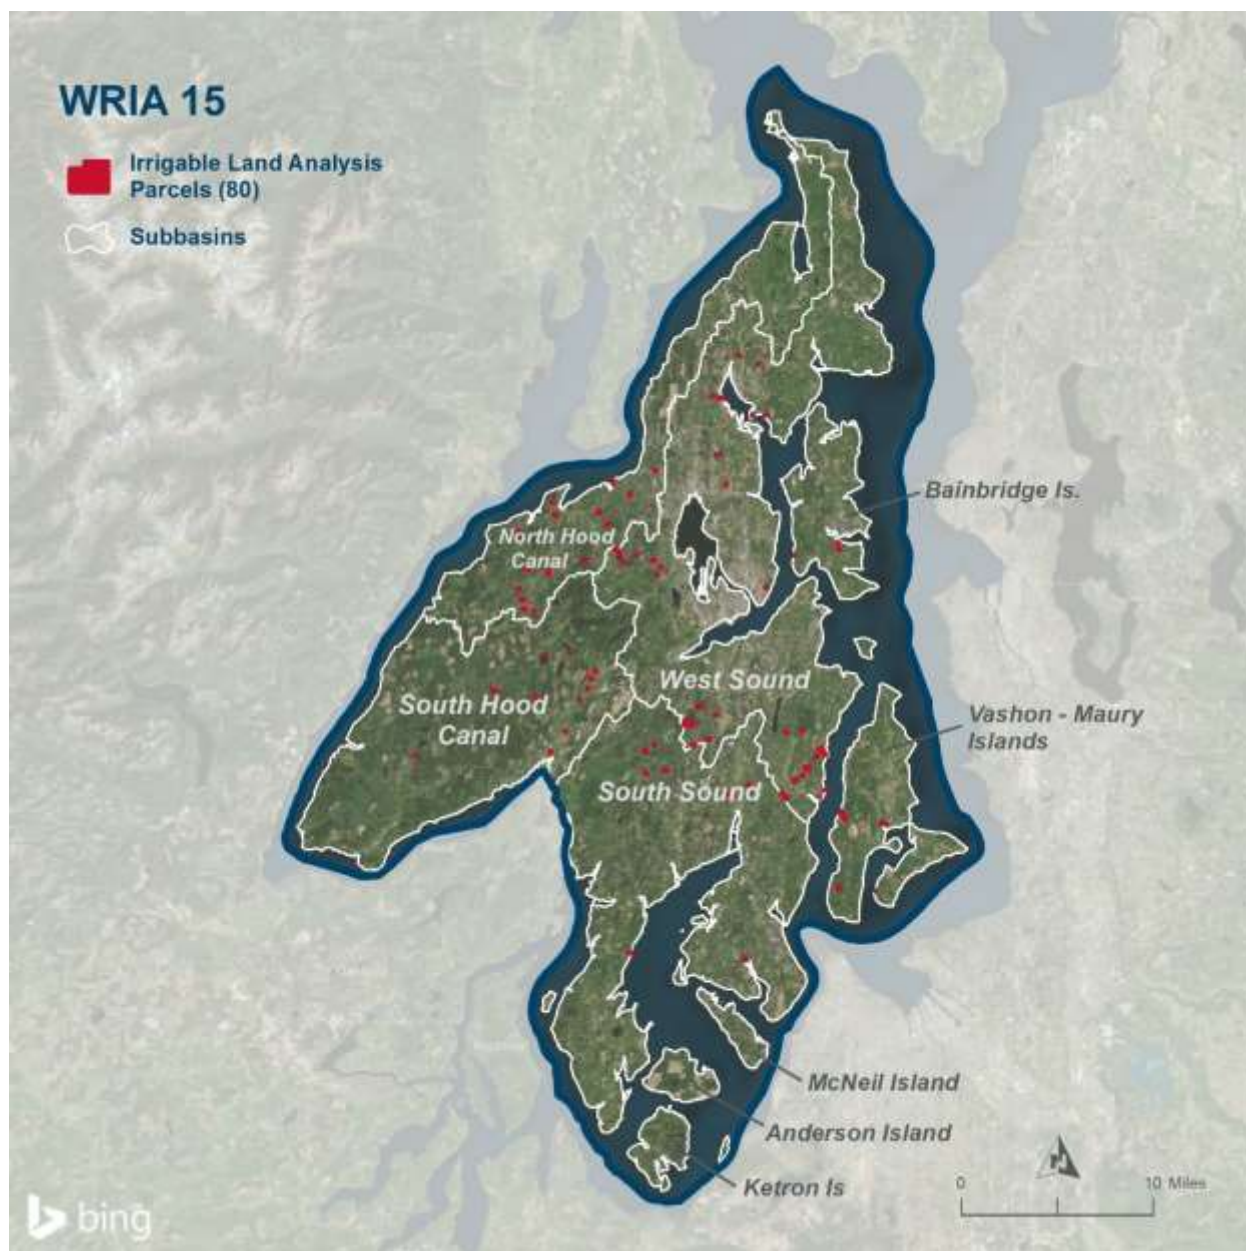 WRIA 15
Irrigable Land Analysis
Parcels (80)
Subbasins
Bainbridge Is.
North Hood
Canal
West Sound
South Hood
Canal
Vashon - Maury
Islands
South Sound
McNeil Island
Anderson Island
Ketron Is
N
0 10 Miles
bing